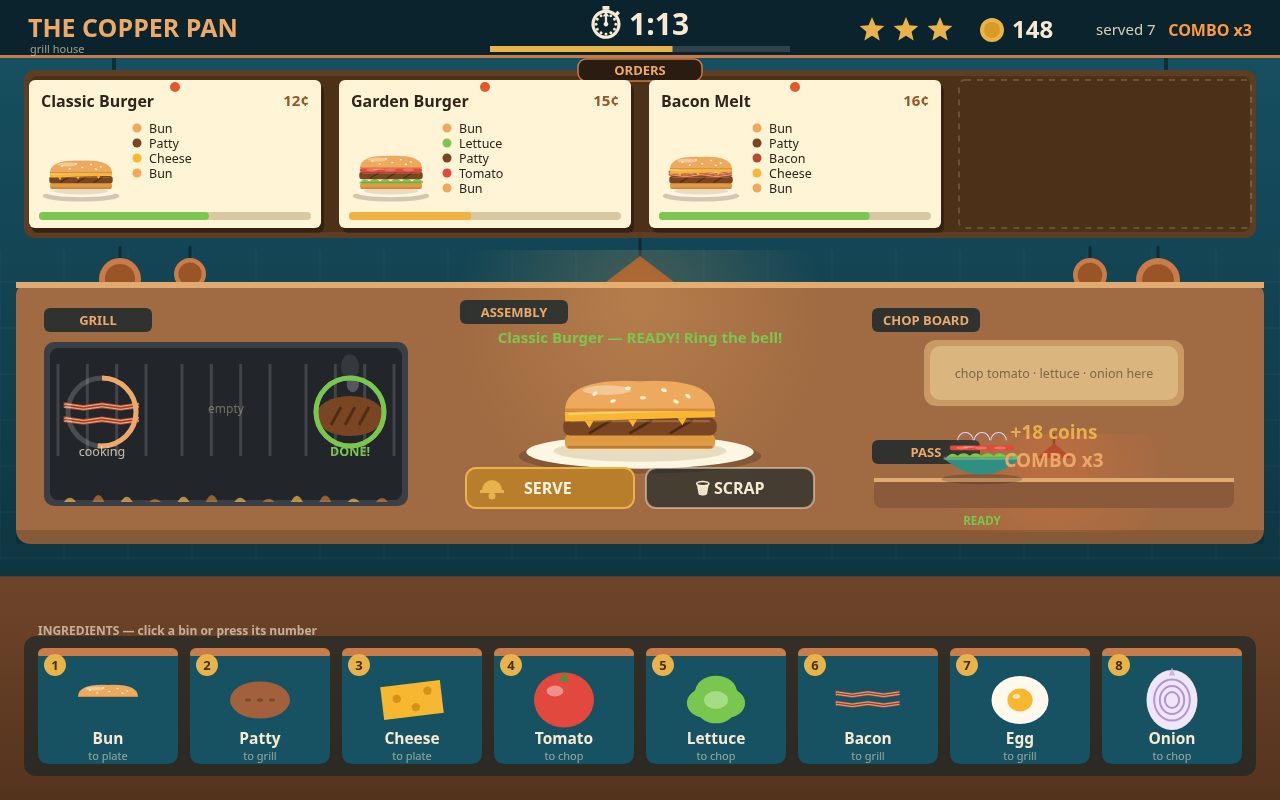 THE COPPER PAN
grill house
1:13
148
served 7
COMBO x3
ORDERS
Classic Burger
12¢
Bun
Patty
Cheese
Bun
Garden Burger
15¢
Bun
Lettuce
Patty
Tomato
Bun
Bacon Melt
16¢
Bun
Patty
Bacon
Cheese
Bun
GRILL
cooking
empty
DONE!
ASSEMBLY
Classic Burger — READY! Ring the bell!
SERVE
SCRAP
CHOP BOARD
chop tomato · lettuce · onion here
+18 coins
PASS
COMBO x3
READY
INGREDIENTS — click a bin or press its number
1
Bun
to plate
2
Patty
to grill
3
Cheese
to plate
4
Tomato
to chop
5
Lettuce
to chop
6
Bacon
to grill
7
Egg
to grill
8
Onion
to chop